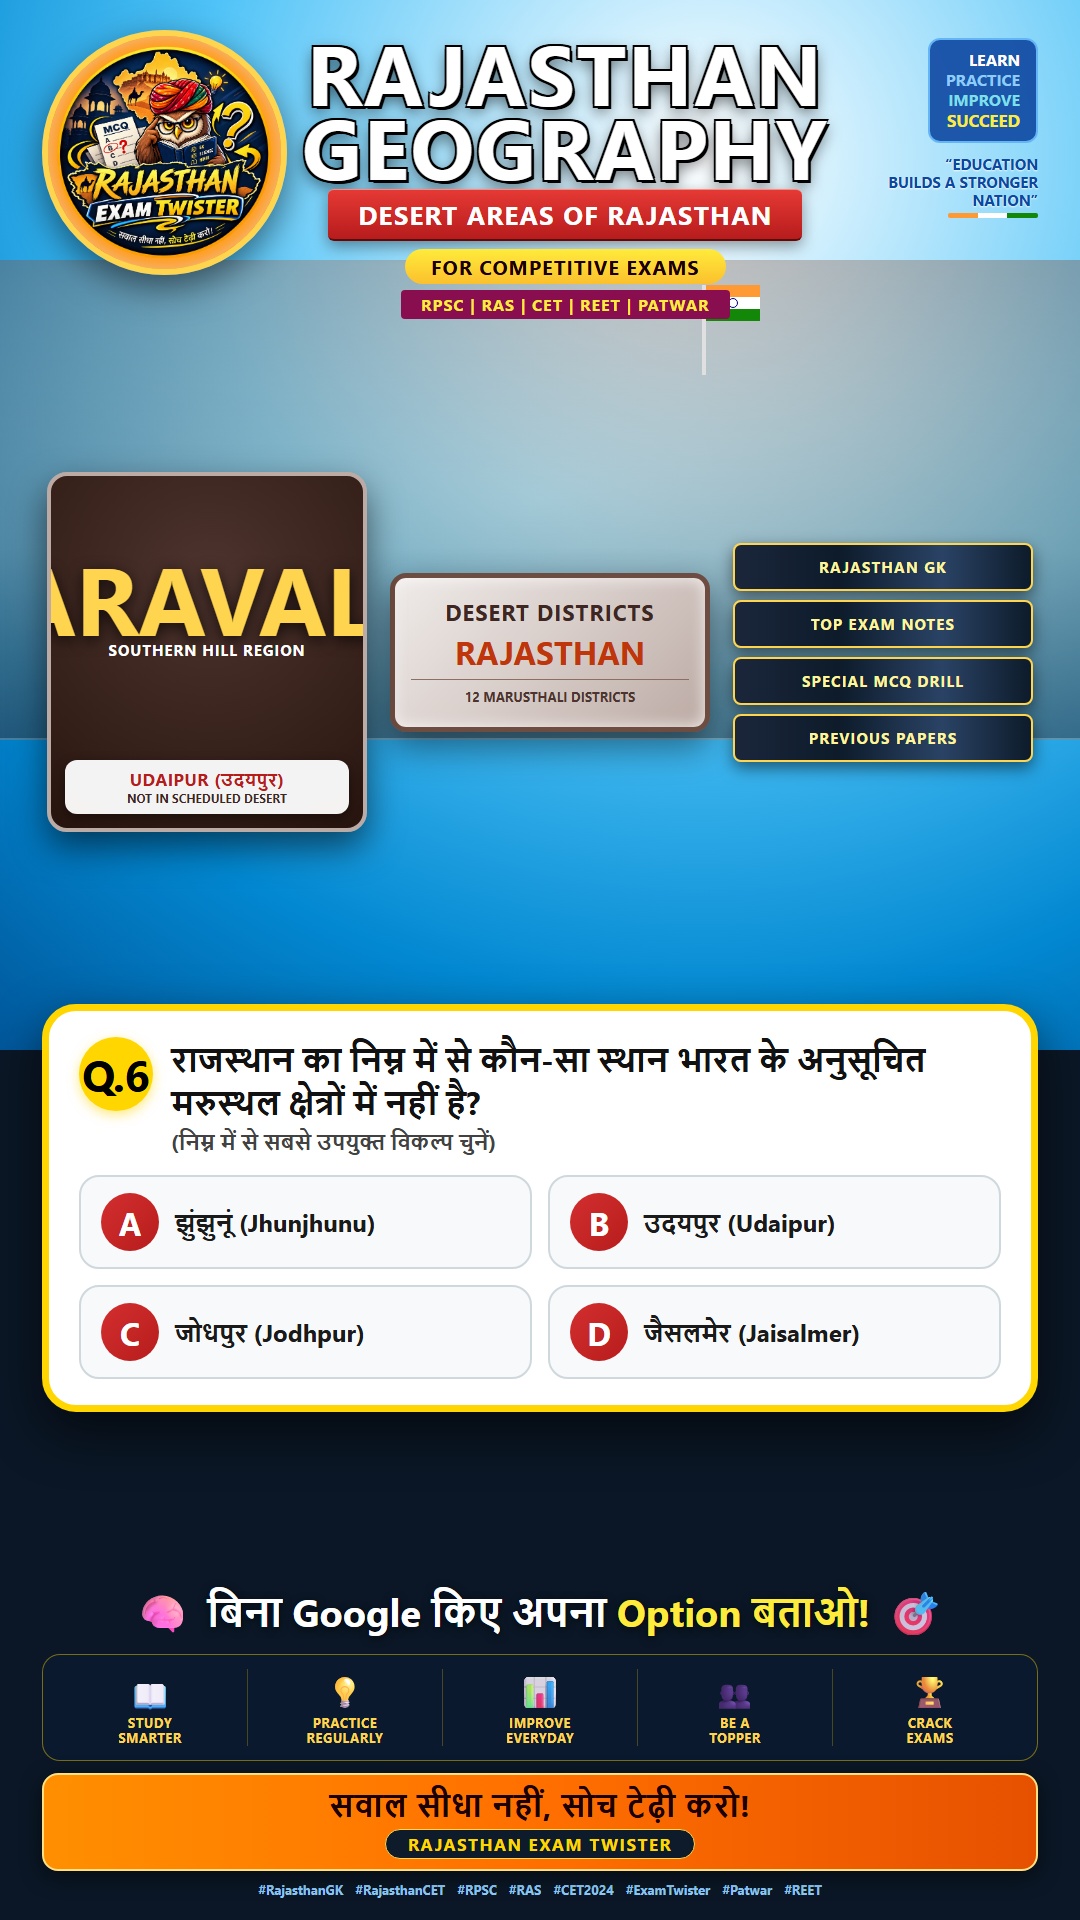 MCQ
A
B ?
C
D
?
RAJASTHAN
EXAM TWISTER
सवाल सीधा नहीं, सोच टेढ़ी करो!
RAJASTHAN
GEOGRAPHY
DESERT AREAS OF RAJASTHAN
FOR COMPETITIVE EXAMS
RPSC | RAS | CET | REET | PATWAR
LEARN
PRACTICE
IMPROVE
SUCCEED
“EDUCATION
BUILDS A STRONGER
NATION”
ARAVAL
SOUTHERN HILL REGION
UDAIPUR (उदयपुर)
NOT IN SCHEDULED DESERT
DESERT DISTRICTS
RAJASTHAN
12 MARUSTHALI DISTRICTS
RAJASTHAN GK
TOP EXAM NOTES
SPECIAL MCQ DRILL
PREVIOUS PAPERS
Q.6
राजस्थान का निम्न में से कौन-सा स्थान भारत के अनुसूचित
मरुस्थल क्षेत्रों में नहीं है?
(निम्न में से सबसे उपयुक्त विकल्प चुनें)
A झुंझुनूं (Jhunjhunu)
B उदयपुर (Udaipur)
C जोधपुर (Jodhpur)
D जैसलमेर (Jaisalmer)
बिना Google किए अपना Option बताओ!
STUDY
SMARTER
PRACTICE
REGULARLY
IMPROVE
EVERYDAY
BE A
TOPPER
CRACK
EXAMS
सवाल सीधा नहीं, सोच टेढ़ी करो!
RAJASTHAN EXAM TWISTER
#RajasthanGK #RajasthanCET #RPSC #RAS #CET2024 #ExamTwister #Patwar #REET